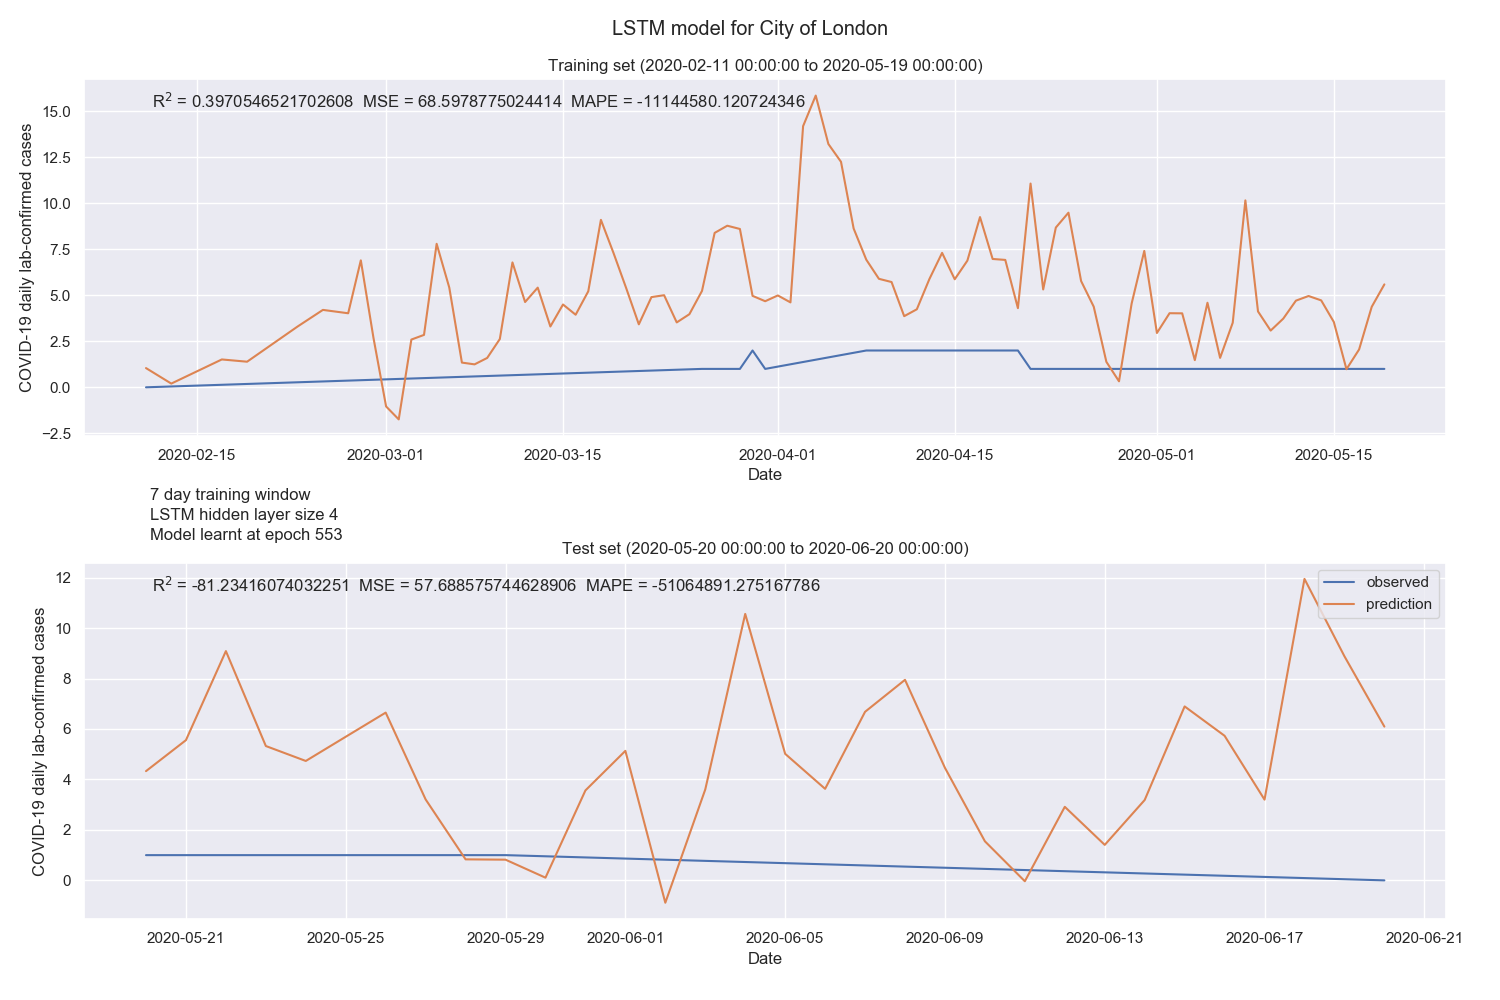 LSTM model for City of London
Training set (2020-02-11 00:00:00 to 2020-05-19 00:00:00)
R² = 0.3970546521702608 MSE = 68.5978775024414 MAPE = -11144580.120724346
COVID-19 daily lab-confirmed cases
15.0
12.5
10.0
7.5
5.0
2.5
0.0
−2.5
2020-02-15 2020-03-01 2020-03-15 2020-04-01 2020-04-15 2020-05-01 2020-05-15
Date
7 day training window
LSTM hidden layer size 4
Model learnt at epoch 553
Test set (2020-05-20 00:00:00 to 2020-06-20 00:00:00)
R² = -81.23416074032251 MSE = 57.688575744628906 MAPE = -51064891.275167786
observed
prediction
COVID-19 daily lab-confirmed cases
12
10
8
6
4
2
0
2020-05-21 2020-05-25 2020-05-29 2020-06-01 2020-06-05 2020-06-09 2020-06-13 2020-06-17 2020-06-21
Date